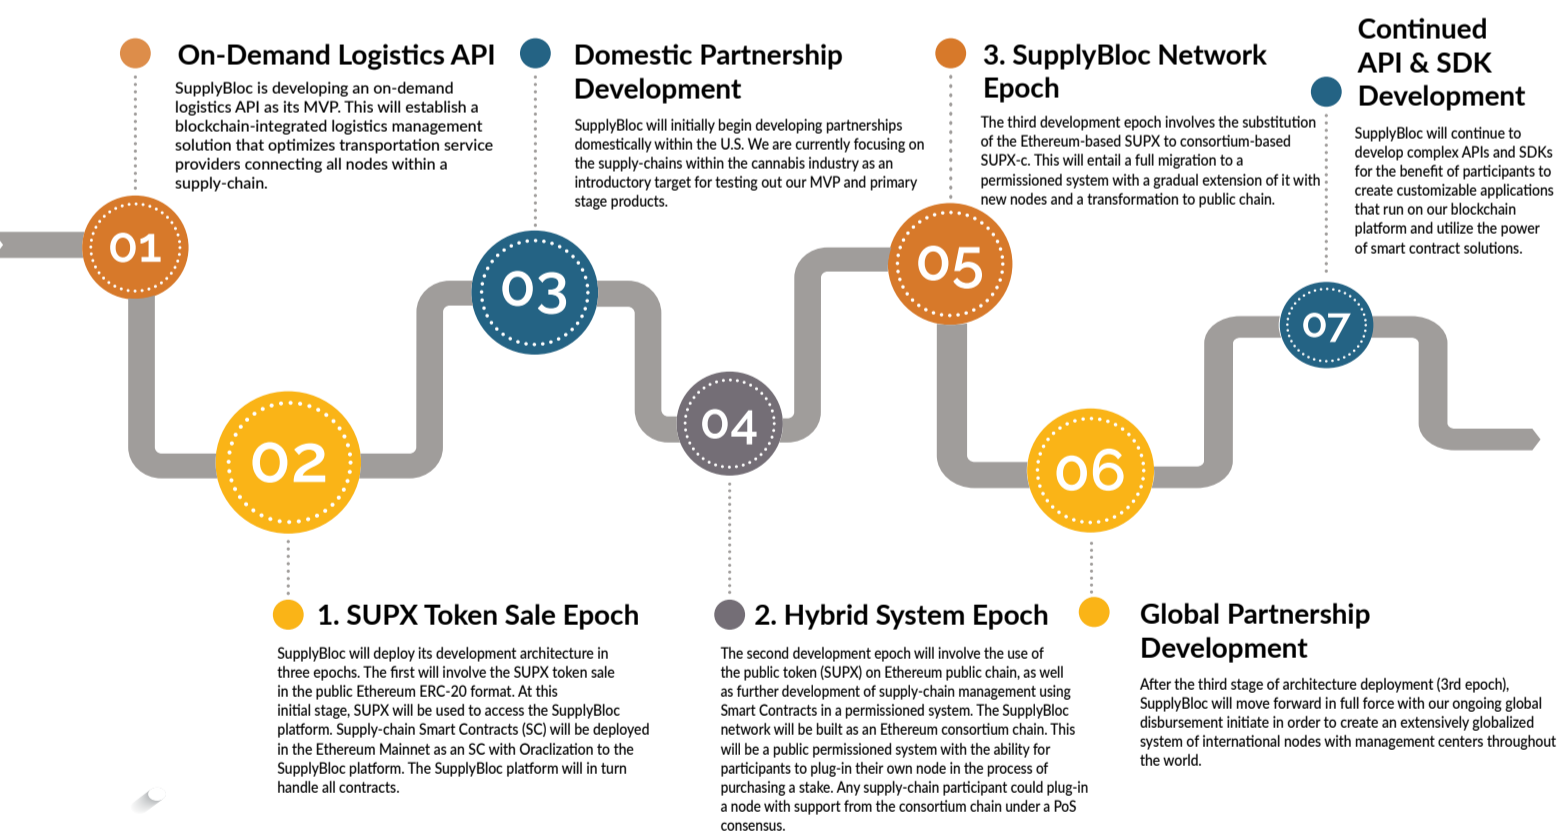 On-Demand Logistics API
SupplyBloc is developing an on-demand
logistics API as its MVP. This will establish a
blockchain-integrated logistics management
solution that optimizes transportation service
providers connecting all nodes within a
supply-chain.
Domestic Partnership
Development
SupplyBloc will initially begin developing partnerships
domestically within the U.S. We are currently focusing on
the supply-chains within the cannabis industry as an
introductory target for testing out our MVP and primary
stage products.
3. SupplyBloc Network
Epoch
The third development epoch involves the substitution
of the Ethereum-based SUPX to consortium-based
SUPX-c. This will entail a full migration to a
permissioned system with a gradual extension of it with
new nodes and a transformation to public chain.
Continued
API & SDK
Development
SupplyBloc will continue to
develop complex APIs and SDKs
for the benefit of participants to
create customizable applications
that run on our blockchain
platform and utilize the power
of smart contract solutions.
01
02
03
04
05
06
07
1. SUPX Token Sale Epoch
SupplyBloc will deploy its development architecture in
three epochs. The first will involve the SUPX token sale
in the public Ethereum ERC-20 format. At this
initial stage, SUPX will be used to access the SupplyBloc
platform. Supply-chain Smart Contracts (SC) will be deployed
in the Ethereum Mainnet as an SC with Oraclization to the
SupplyBloc platform. The SupplyBloc platform will in turn
handle all contracts.
2. Hybrid System Epoch
The second development epoch will involve the use of
the public token (SUPX) on Ethereum public chain, as well
as further development of supply-chain management using
Smart Contracts in a permissioned system. The SupplyBloc
network will be built as an Ethereum consortium chain. This
will be a public permissioned system with the ability for
participants to plug-in their own node in the process of
purchasing a stake. Any supply-chain participant could plug-in
a node with support from the consortium chain under a PoS
consensus.
Global Partnership
Development
After the third stage of architecture deployment (3rd epoch),
SupplyBloc will move forward in full force with our ongoing global
disbursement initiate in order to create an extensively globalized
system of international nodes with management centers throughout
the world.